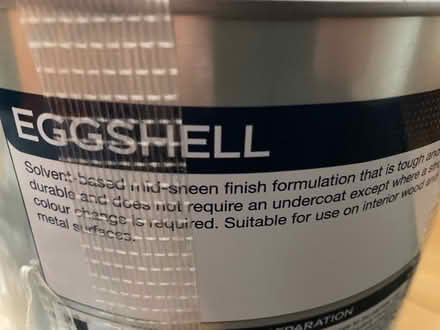 EGGSHELL
Solvent-based mid-sheen finish formulation that is tough and
durable and does not require an undercoat except where a
colour change is required. Suitable for use on interior wood and
metal surfaces.